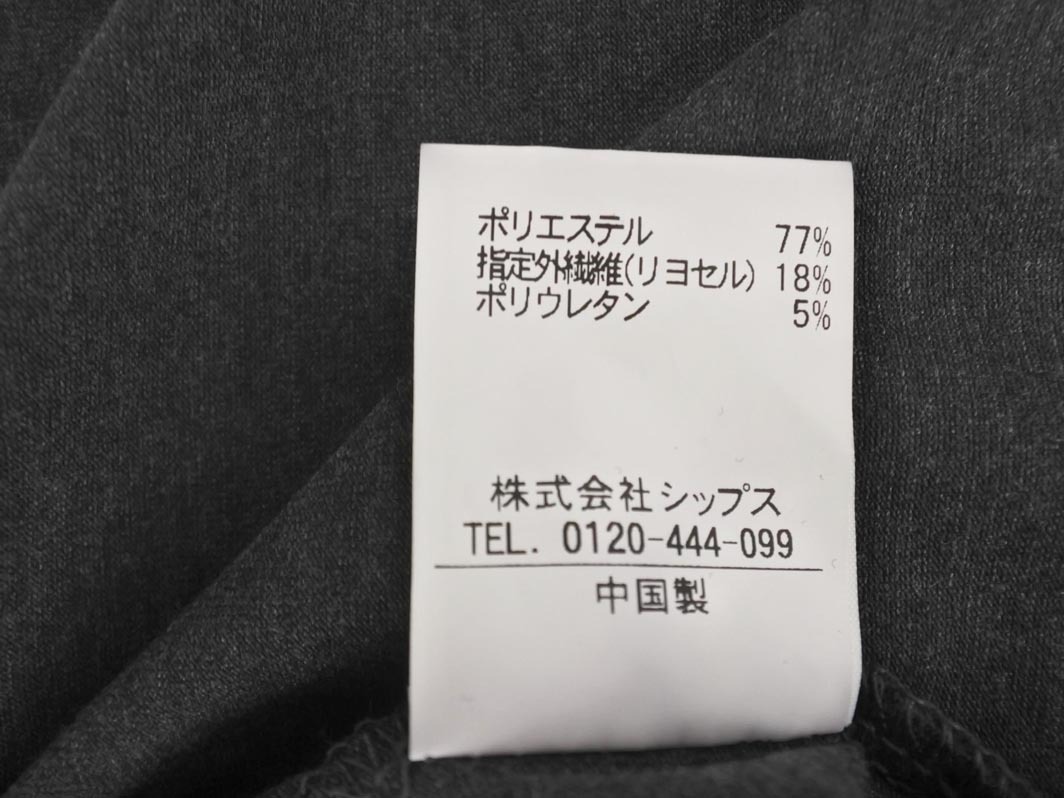 ポリエステル 77%
指定外繊維(リヨセル) 18%
ポリウレタン 5%
株式会社シップス
TEL. 0120-444-099
中国製